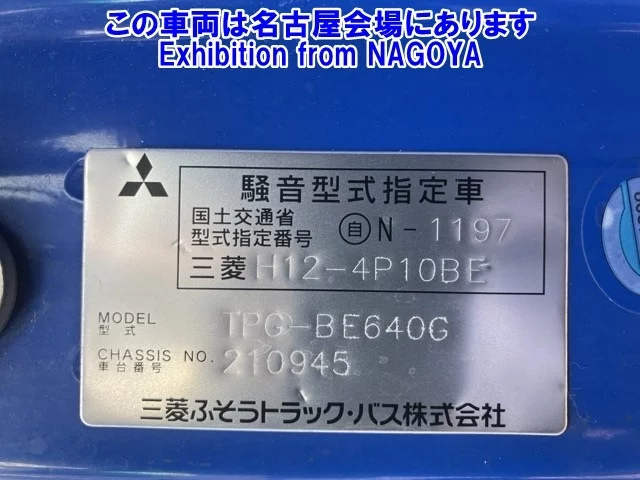 この車両は名古屋会場にあります
Exhibition from NAGOYA
騒音型式指定車
国土交通省
型式指定番号 自 N-1197
三菱 H12-4P10BE
MODEL
型式 TPG-BE640G
CHASSIS NO.
車台番号 210945
三菱ふそうトラック・バス株式会社